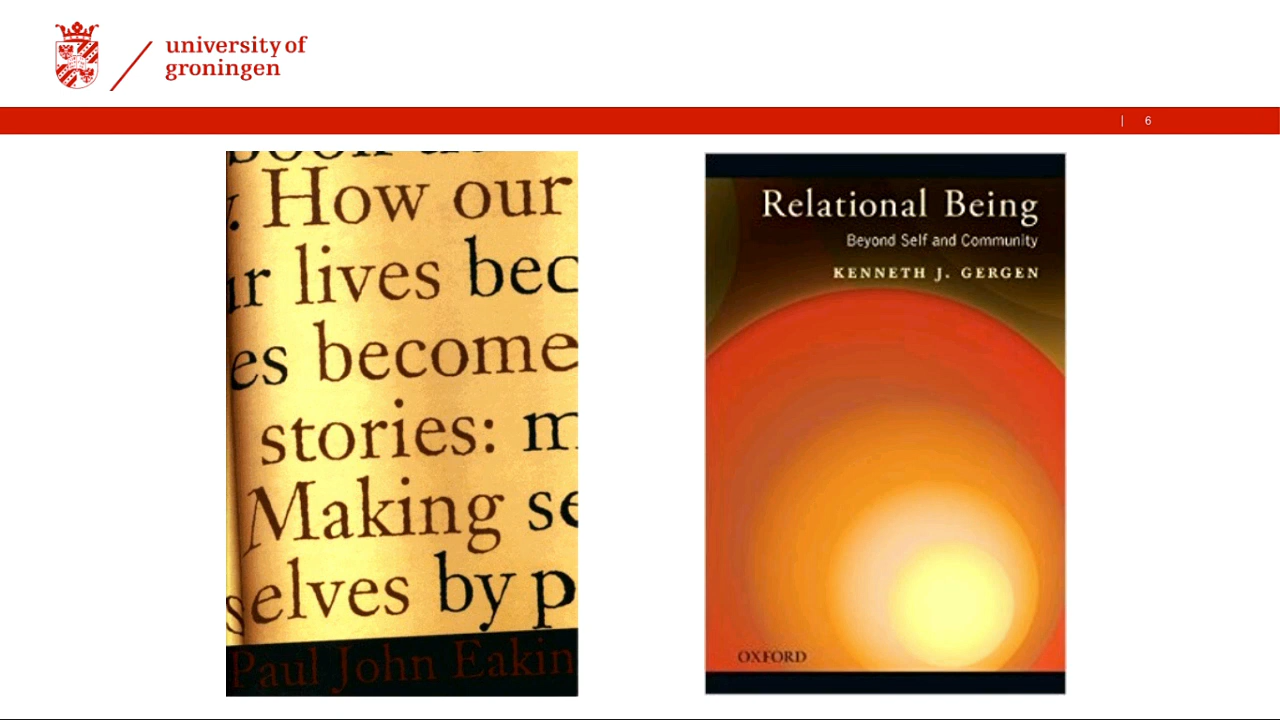 university of
groningen
| 6
How our
lives bec
es become
stories: m
Making se
selves by p
Paul John Eakin
Relational Being
Beyond Self and Community
KENNETH J. GERGEN
OXFORD